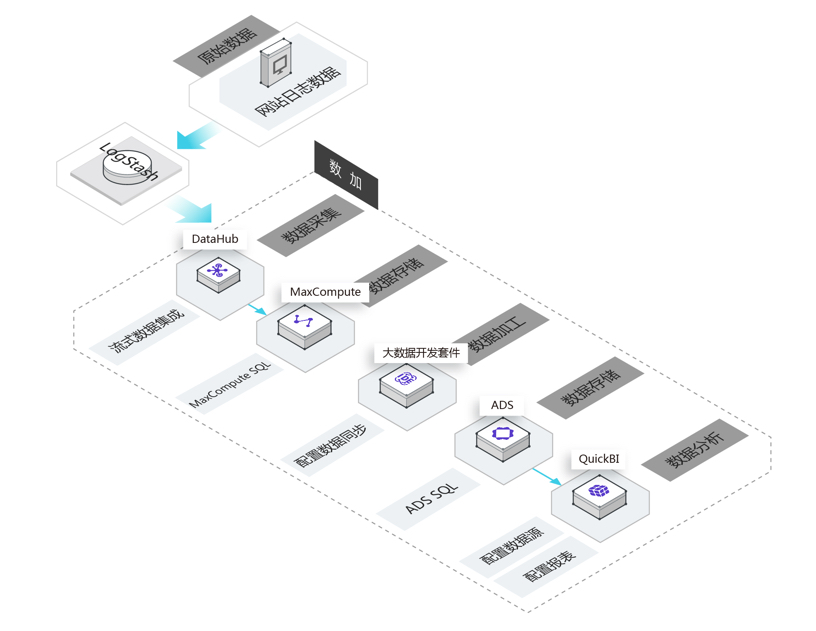 原始数据
网站日志数据
LogStash
数 加
数据采集
DataHub
流式数据集成
数据存储
MaxCompute
MaxCompute SQL
数据加工
大数据开发套件
配置数据同步
数据存储
ADS
ADS SQL
数据分析
QuickBI
配置数据源
配置报表